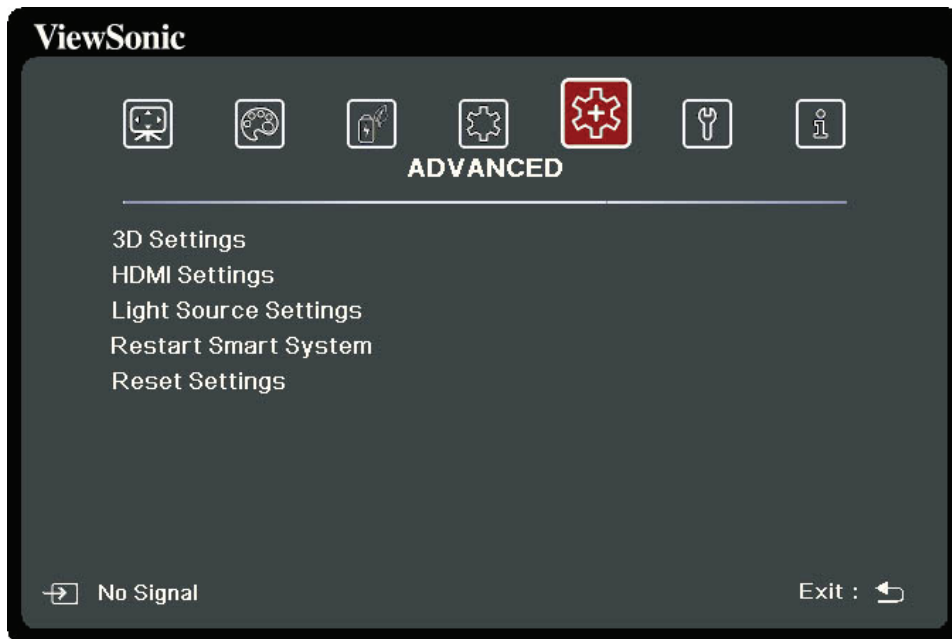 ViewSonic
ADVANCED
3D Settings
HDMI Settings
Light Source Settings
Restart Smart System
Reset Settings
No Signal
Exit :